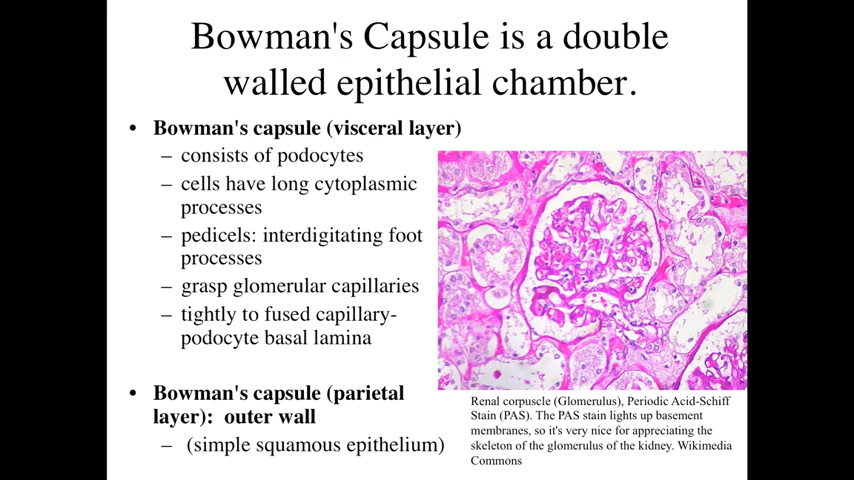 Bowman's Capsule is a double
walled epithelial chamber.
• Bowman's capsule (visceral layer)
– consists of podocytes
– cells have long cytoplasmic
processes
– pedicels: interdigitating foot
processes
– grasp glomerular capillaries
– tightly to fused capillary-
podocyte basal lamina
• Bowman's capsule (parietal
layer): outer wall
– (simple squamous epithelium)
Renal corpuscle (Glomerulus), Periodic Acid-Schiff
Stain (PAS). The PAS stain lights up basement
membranes, so it's very nice for appreciating the
skeleton of the glomerulus of the kidney. Wikimedia
Commons